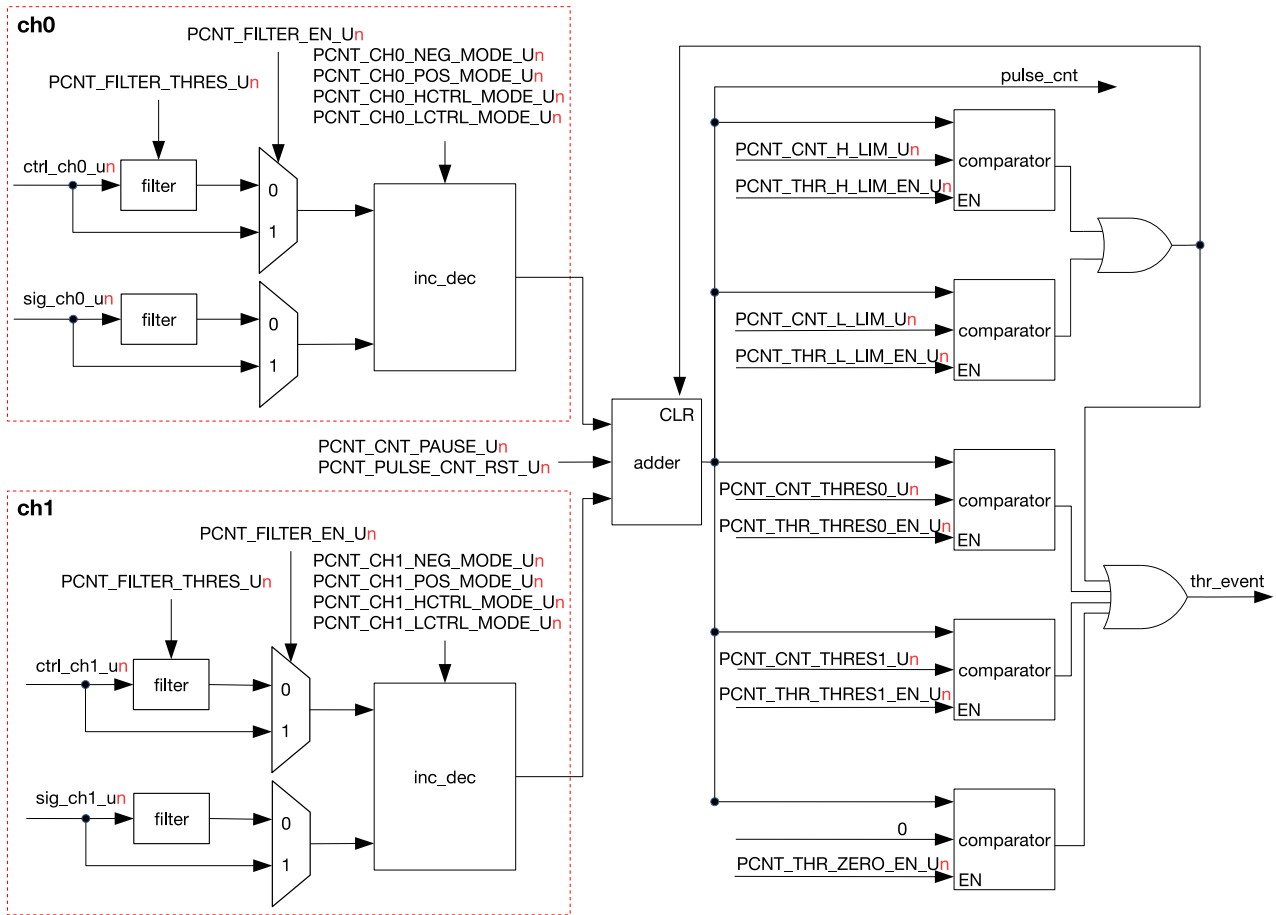 ch0
PCNT_FILTER_EN_Un
PCNT_CH0_NEG_MODE_Un
PCNT_CH0_POS_MODE_Un
PCNT_CH0_HCTRL_MODE_Un
PCNT_CH0_LCTRL_MODE_Un
PCNT_FILTER_THRES_Un
ctrl_ch0_un
filter
0
1
inc_dec
sig_ch0_un
filter
0
1
PCNT_CNT_PAUSE_Un
PCNT_PULSE_CNT_RST_Un
CLR
adder
ch1
PCNT_FILTER_EN_Un
PCNT_CH1_NEG_MODE_Un
PCNT_CH1_POS_MODE_Un
PCNT_CH1_HCTRL_MODE_Un
PCNT_CH1_LCTRL_MODE_Un
PCNT_FILTER_THRES_Un
ctrl_ch1_un
filter
0
1
inc_dec
sig_ch1_un
filter
0
1
pulse_cnt
PCNT_CNT_H_LIM_Un
comparator
PCNT_THR_H_LIM_EN_Un
EN
PCNT_CNT_L_LIM_Un
comparator
PCNT_THR_L_LIM_EN_Un
EN
PCNT_CNT_THRES0_Un
comparator
PCNT_THR_THRES0_EN_Un
EN
thr_event
PCNT_CNT_THRES1_Un
comparator
PCNT_THR_THRES1_EN_Un
EN
0
comparator
PCNT_THR_ZERO_EN_Un
EN